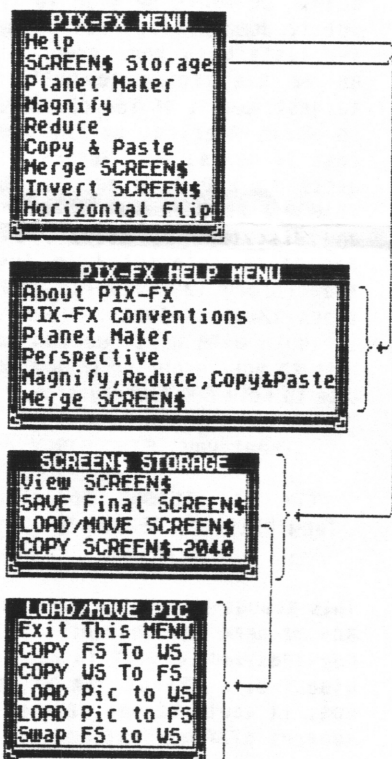 PIX-FX MENU
Help
SCREEN$ Storage
Planet Maker
Magnify
Reduce
Copy & Paste
Merge SCREEN$
Invert SCREEN$
Horizontal Flip
PIX-FX HELP MENU
About PIX-FX
PIX-FX Conventions
Planet Maker
Perspective
Magnify,Reduce,Copy&Paste
Merge SCREEN$
SCREEN$ STORAGE
View SCREEN$
SAVE Final SCREEN$
LOAD/MOVE SCREEN$
COPY SCREEN$-2040
LOAD/MOVE PIC
Exit This MENU
COPY FS To WS
COPY WS To FS
LOAD Pic to WS
LOAD Pic to FS
Swap FS to WS